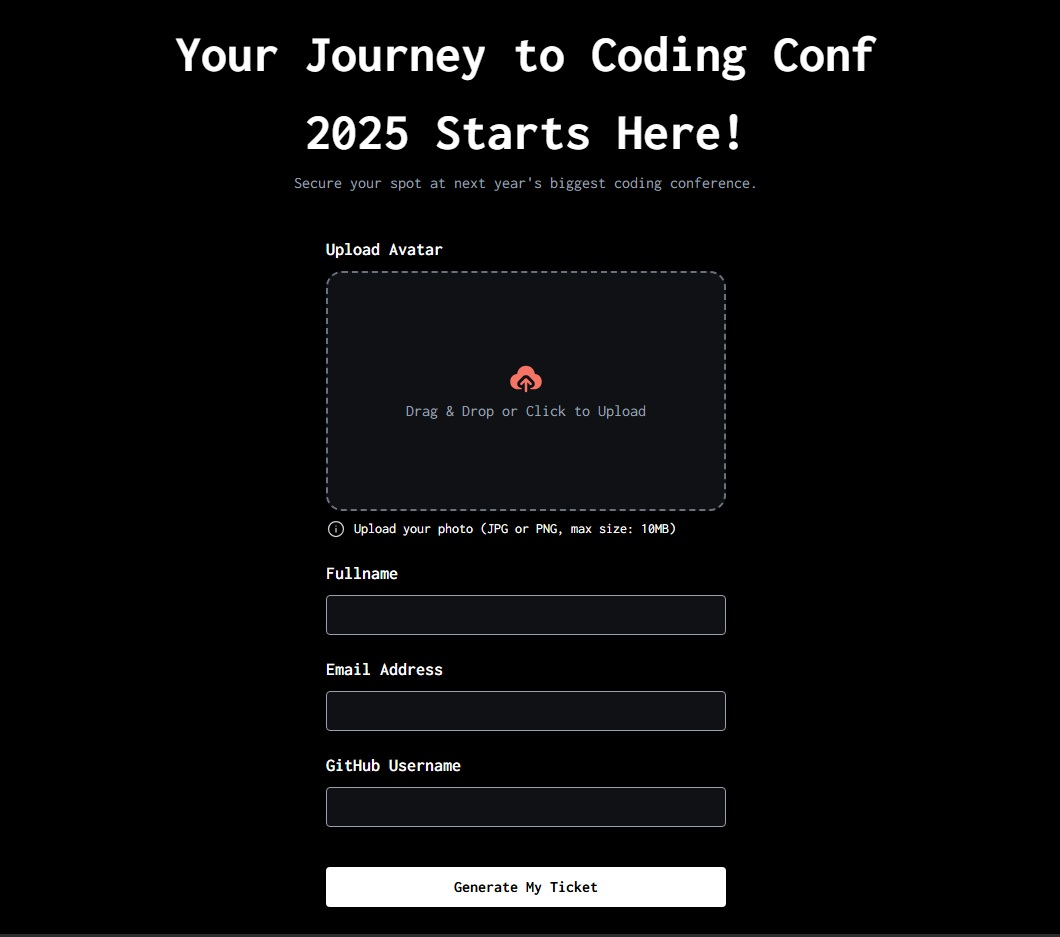 Your Journey to Coding Conf
2025 Starts Here!
Secure your spot at next year's biggest coding conference.
Upload Avatar
Drag & Drop or Click to Upload
Upload your photo (JPG or PNG, max size: 10MB)
Fullname
Email Address
GitHub Username
Generate My Ticket